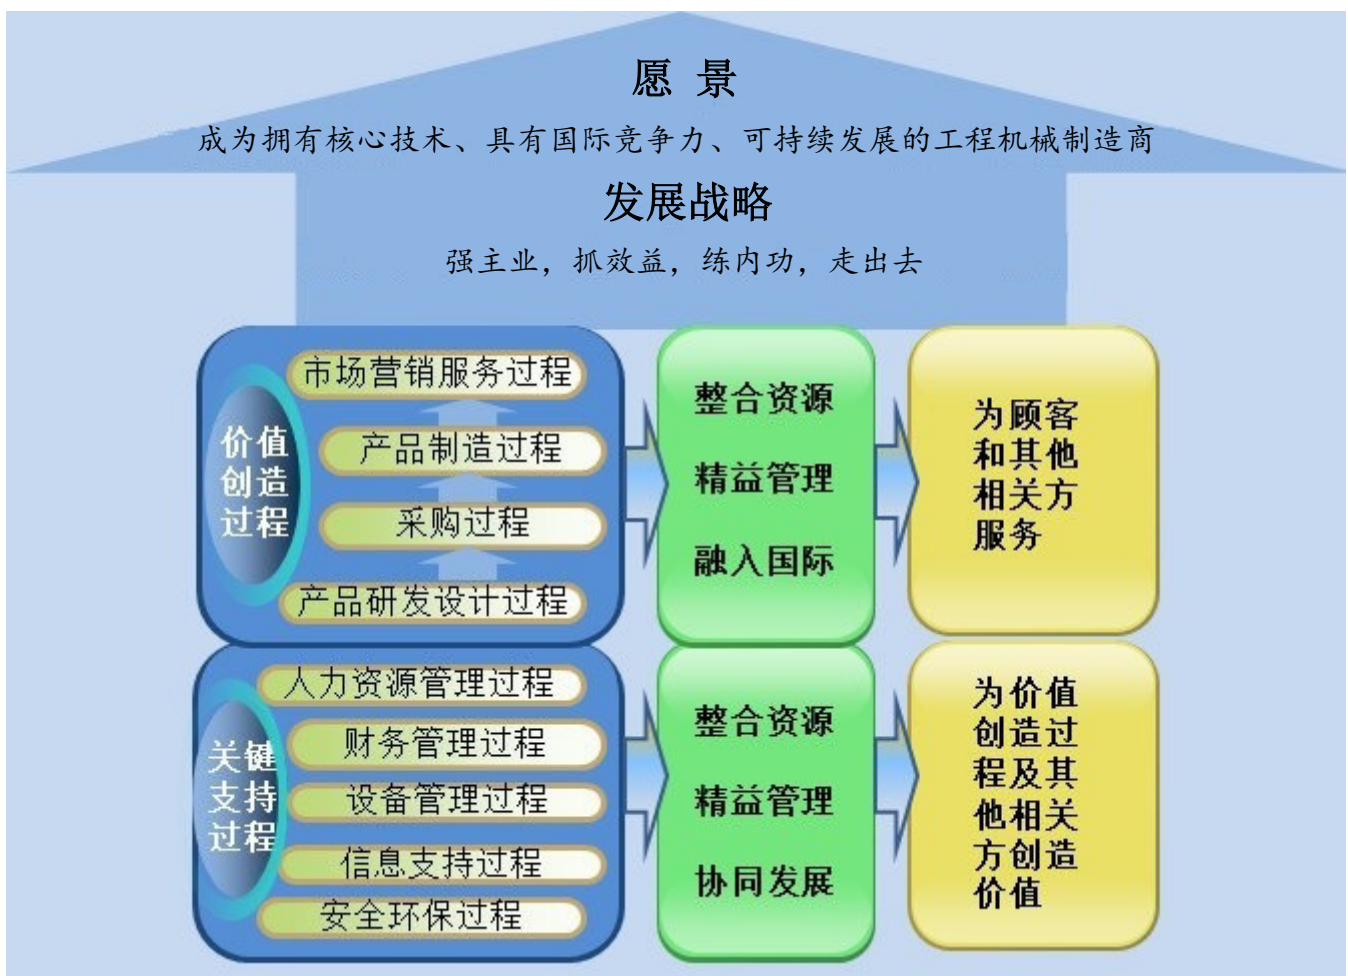 愿 景
成为拥有核心技术、具有国际竞争力、可持续发展的工程机械制造商
发展战略
强主业，抓效益，练内功，走出去
价值
创造
过程
市场营销服务过程
产品制造过程
采购过程
产品研发设计过程
整合资源
精益管理
融入国际
为顾客
和其他
相关方
服务
关键
支持
过程
人力资源管理过程
财务管理过程
设备管理过程
信息支持过程
安全环保过程
整合资源
精益管理
协同发展
为价值
创造过
程及其
他相关
方创造
价值